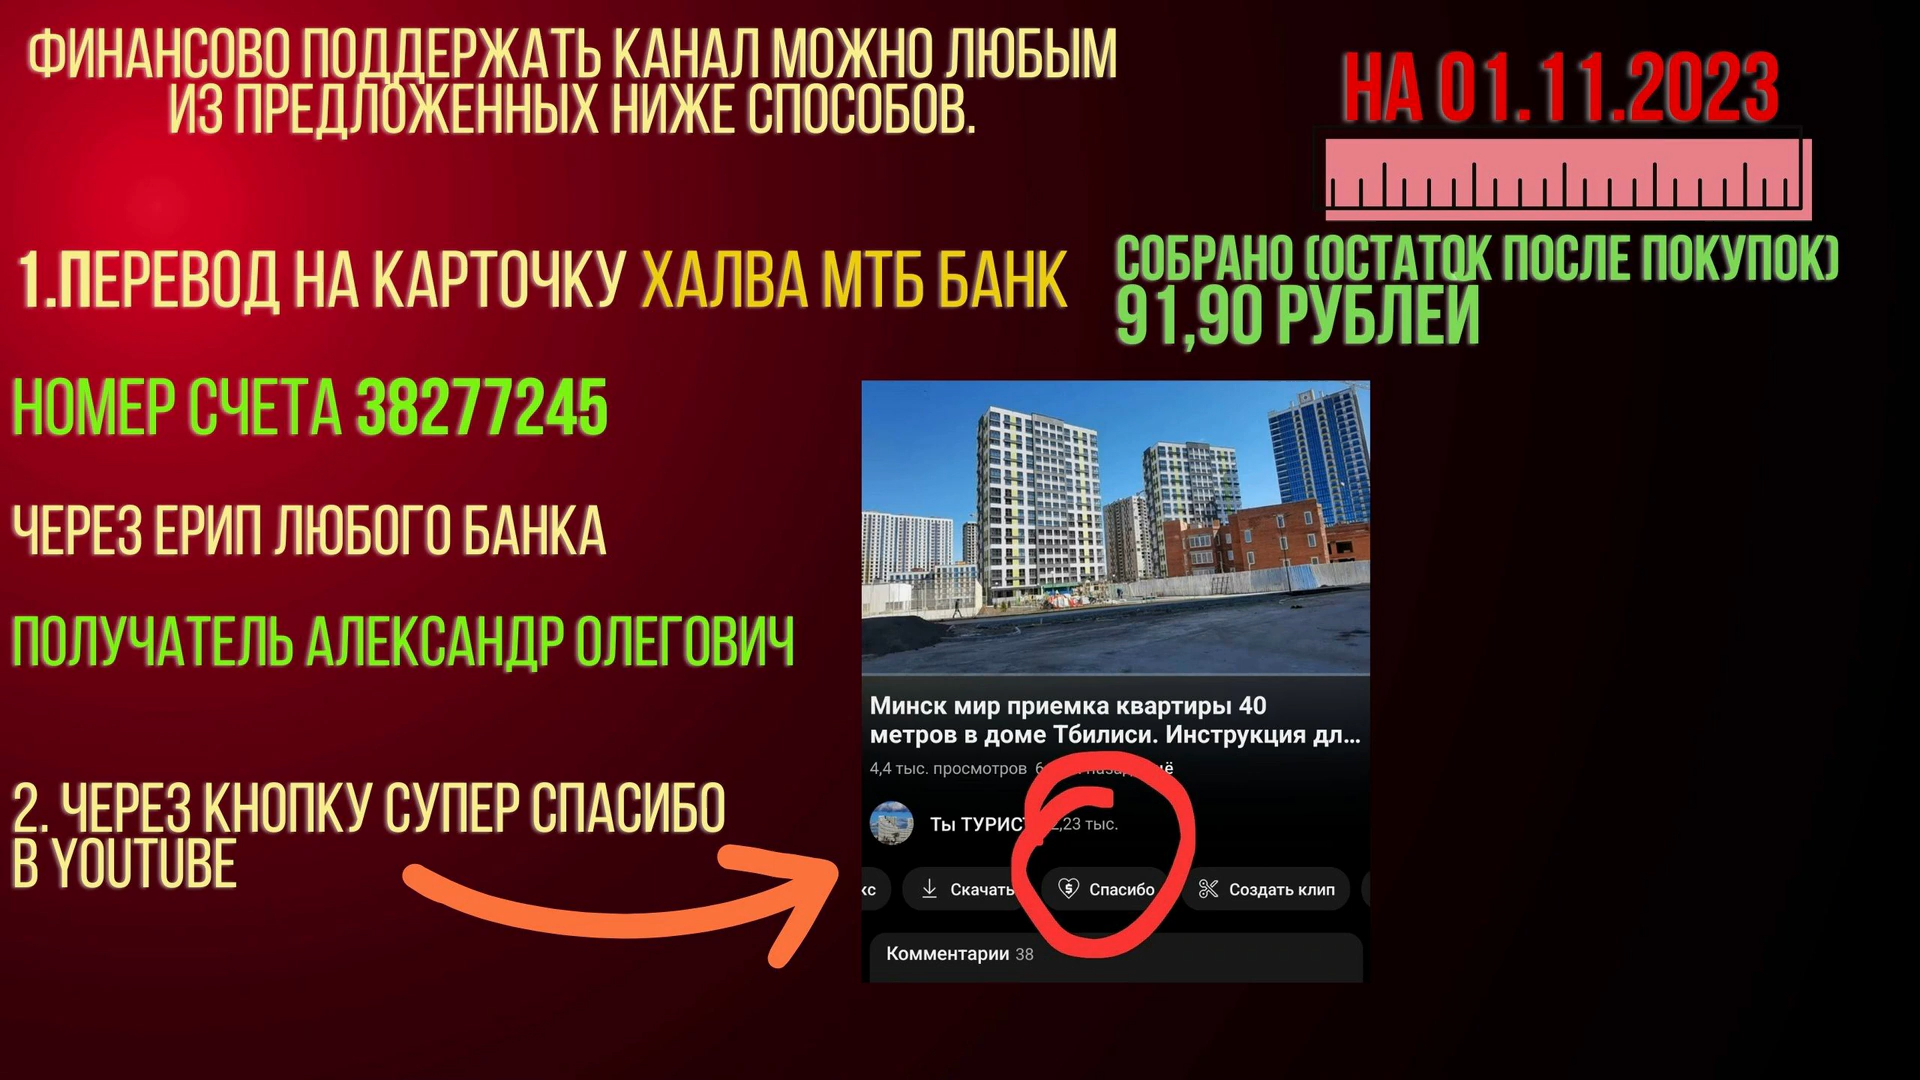 ФИНАНСОВО ПОДДЕРЖАТЬ КАНАЛ МОЖНО ЛЮБЫМ
ИЗ ПРЕДЛОЖЕННЫХ НИЖЕ СПОСОБОВ.
НА 01.11.2023
СОБРАНО (ОСТАТОК ПОСЛЕ ПОКУПОК)
91,90 РУБЛЕЙ
1.ПЕРЕВОД НА КАРТОЧКУ ХАЛВА МТБ БАНК
НОМЕР СЧЕТА 38277245
ЧЕРЕЗ ЕРИП ЛЮБОГО БАНКА
ПОЛУЧАТЕЛЬ АЛЕКСАНДР ОЛЕГОВИЧ
2. ЧЕРЕЗ КНОПКУ СУПЕР СПАСИБО
В YOUTUBE
Минск мир приемка квартиры 40
метров в доме Тбилиси. Инструкция дл...
4,4 тыс. просмотров
Ты ТУРИСТ 2,23 тыс.
кс Скачать Спасибо Создать клип
Комментарии 38